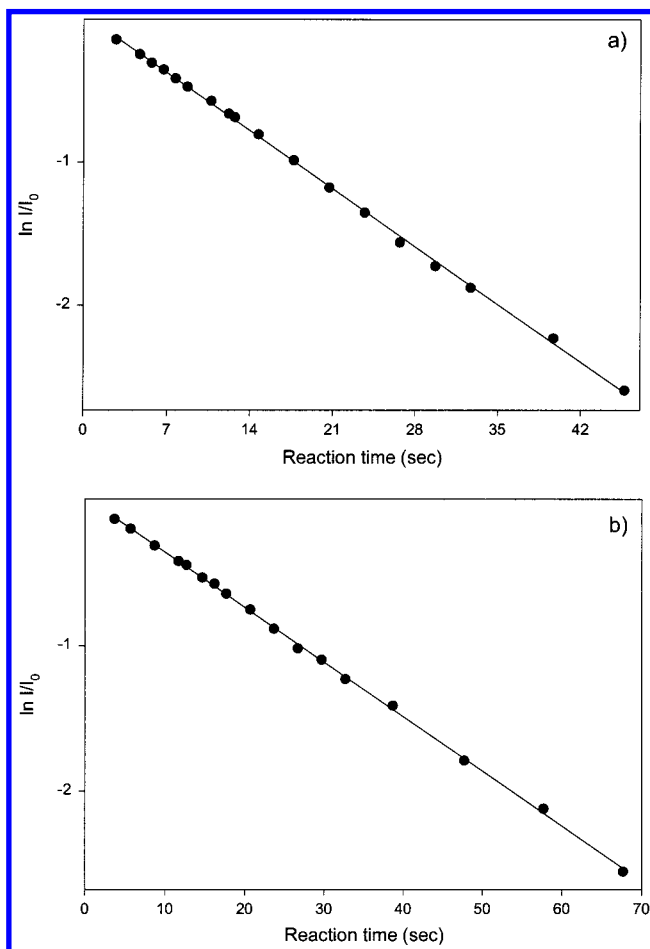 a)
-1
-2
ln I/I₀
0 7 14 21 28 35 42
Reaction time (sec)
b)
-1
-2
ln I/I₀
0 10 20 30 40 50 60 70
Reaction time (sec)